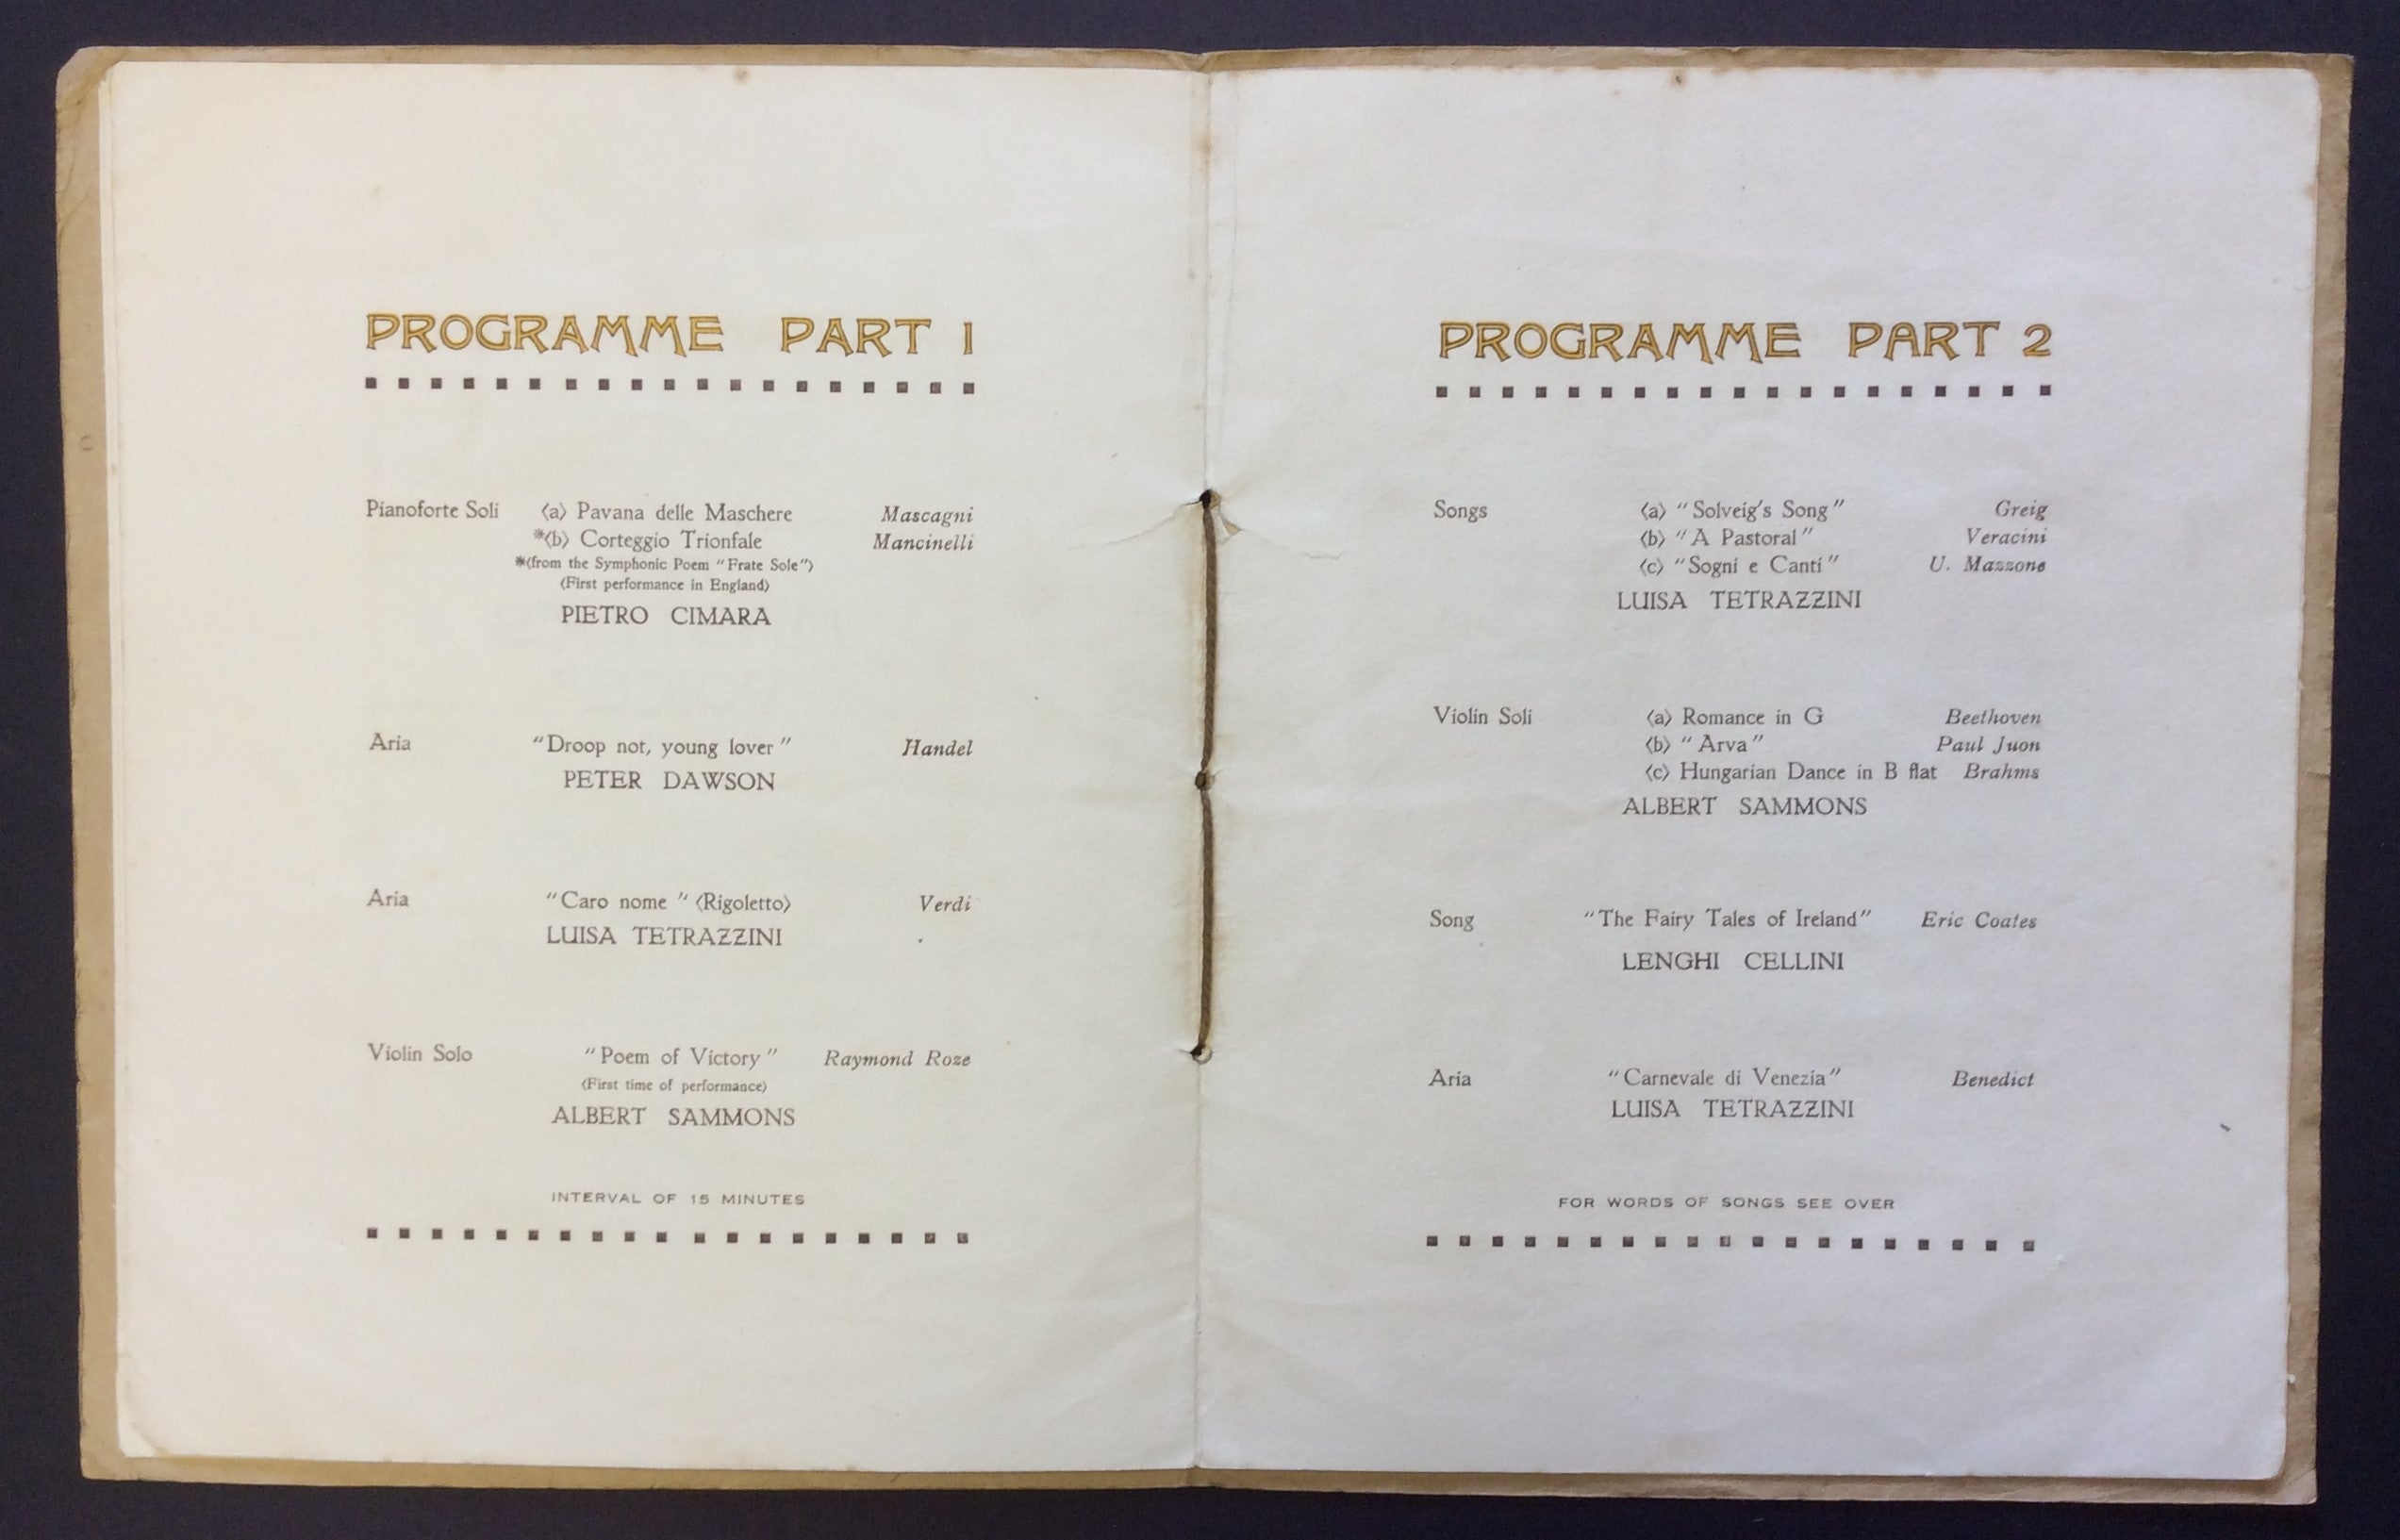 PROGRAMME PART 1
Pianoforte Soli (a) Pavana delle Maschere Mascagni
*(b) Corteggio Trionfale Mancinelli
*(from the Symphonic Poem "Frate Sole")
(First performance in England)
PIETRO CIMARA
Aria "Droop not, young lover" Handel
PETER DAWSON
Aria "Caro nome" (Rigoletto) Verdi
LUISA TETRAZZINI
Violin Solo "Poem of Victory" Raymond Roze
(First time of performance)
ALBERT SAMMONS
INTERVAL OF 15 MINUTES
PROGRAMME PART 2
Songs (a) "Solveig's Song" Greig
(b) "A Pastoral" Veracini
(c) "Sogni e Canti" U. Mazzone
LUISA TETRAZZINI
Violin Soli (a) Romance in G Beethoven
(b) "Arva" Paul Juon
(c) Hungarian Dance in B flat Brahms
ALBERT SAMMONS
Song "The Fairy Tales of Ireland" Eric Coates
LENGHI CELLINI
Aria "Carnevale di Venezia" Benedict
LUISA TETRAZZINI
FOR WORDS OF SONGS SEE OVER